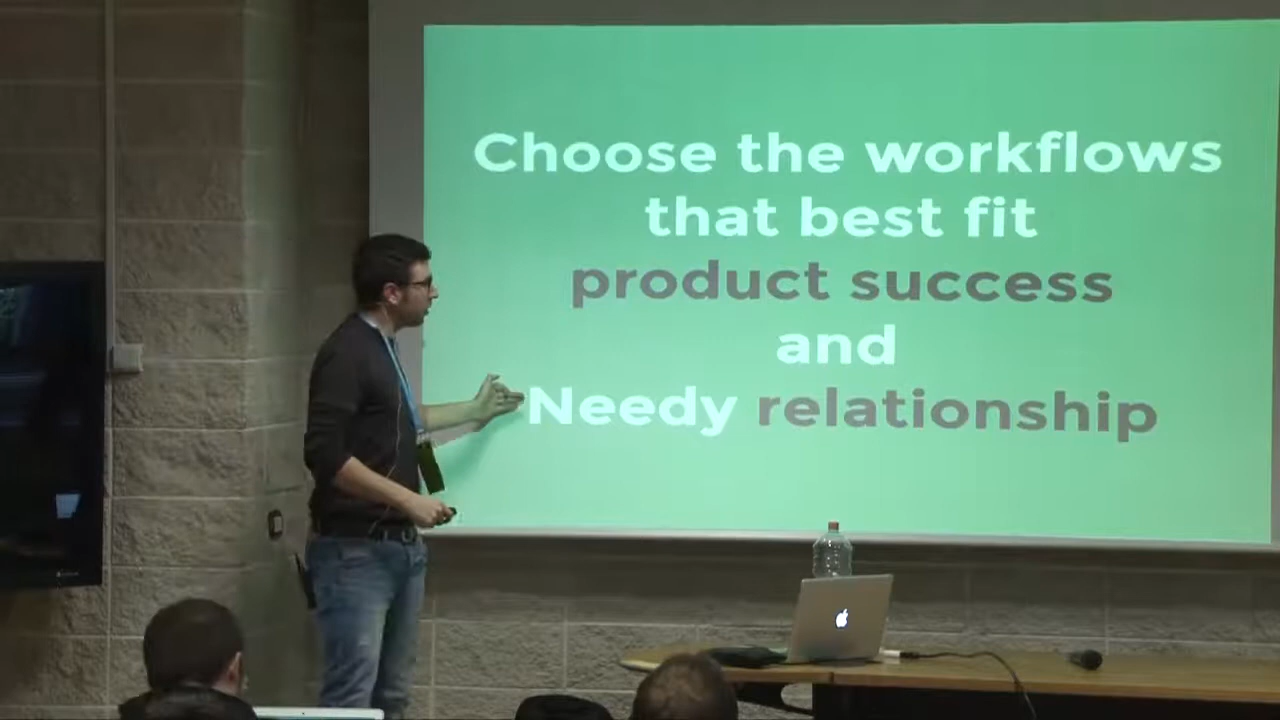 Choose the workflows
that best fit
product success
and
Needy relationship